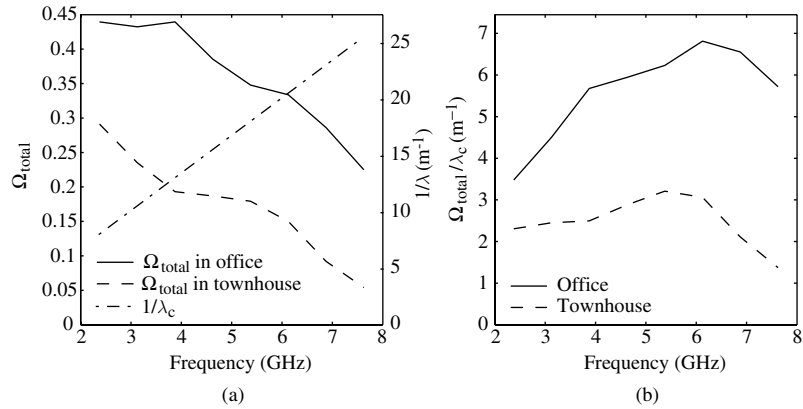 0.45
0.4
0.35
0.3
0.25
0.2
0.15
0.1
0.05
0
Ω_total
25
20
15
10
5
0
1/λ (m⁻¹)
Ω_total in office
Ω_total in townhouse
1/λ_c
2 3 4 5 6 7 8
Frequency (GHz)
(a)
7
6
5
4
3
2
1
0
Ω_total/λ_c (m⁻¹)
Office
Townhouse
2 3 4 5 6 7 8
Frequency (GHz)
(b)